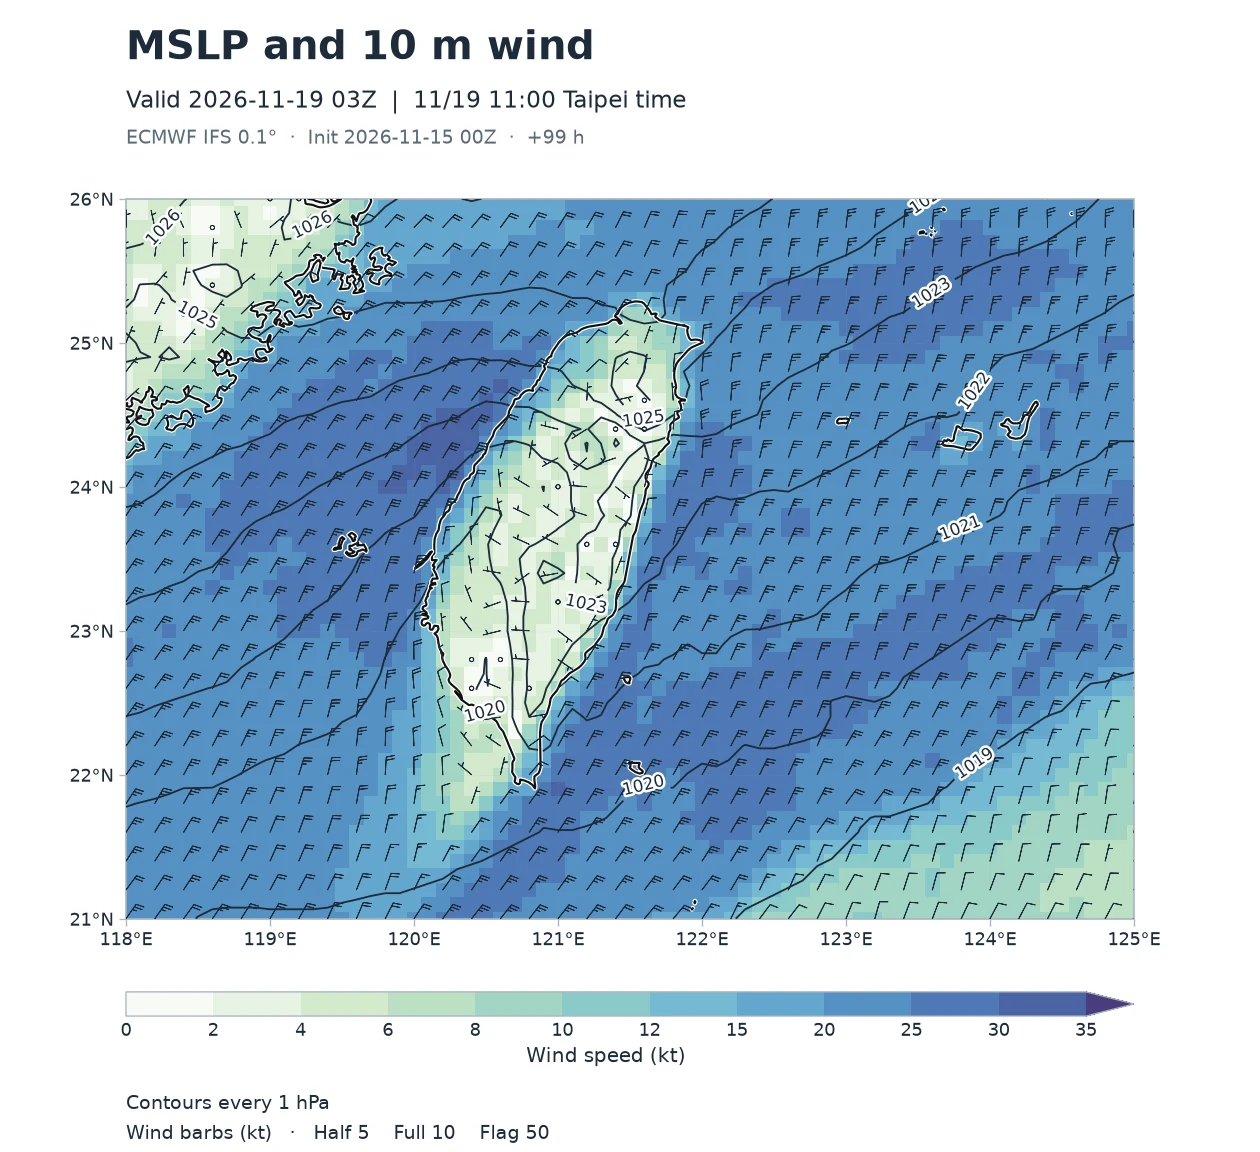 MSLP and 10 m wind
Valid 2026-11-19 03Z | 11/19 11:00 Taipei time
ECMWF IFS 0.1° · Init 2026-11-15 00Z · +99 h
26°N
25°N
24°N
23°N
22°N
21°N
1026
1026
1025
1023
1022
1025
1021
1023
1020
1019
1020
118°E 119°E 120°E 121°E 122°E 123°E 124°E 125°E
0 2 4 6 8 10 12 15 20 25 30 35
Wind speed (kt)
Contours every 1 hPa
Wind barbs (kt) · Half 5 Full 10 Flag 50